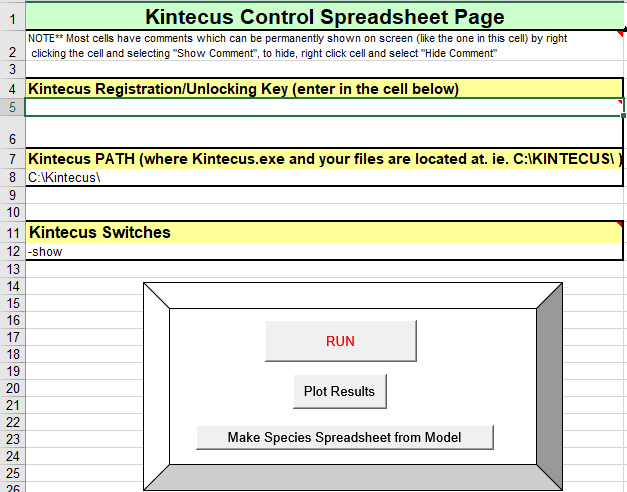 1 Kintecus Control Spreadsheet Page
NOTE** Most cells have comments which can be permanently shown on screen (like the one in this cell) by right
2 clicking the cell and selecting "Show Comment", to hide, right click cell and select "Hide Comment"
3
4 Kintecus Registration/Unlocking Key (enter in the cell below)
5
6
7 Kintecus PATH (where Kintecus.exe and your files are located at. ie. C:\KINTECUS\ )
8 C:\Kintecus\
9
10
11 Kintecus Switches
12 -show
13
14
15
16
17 RUN
18
19
20 Plot Results
21
22
23 Make Species Spreadsheet from Model
24
25
26